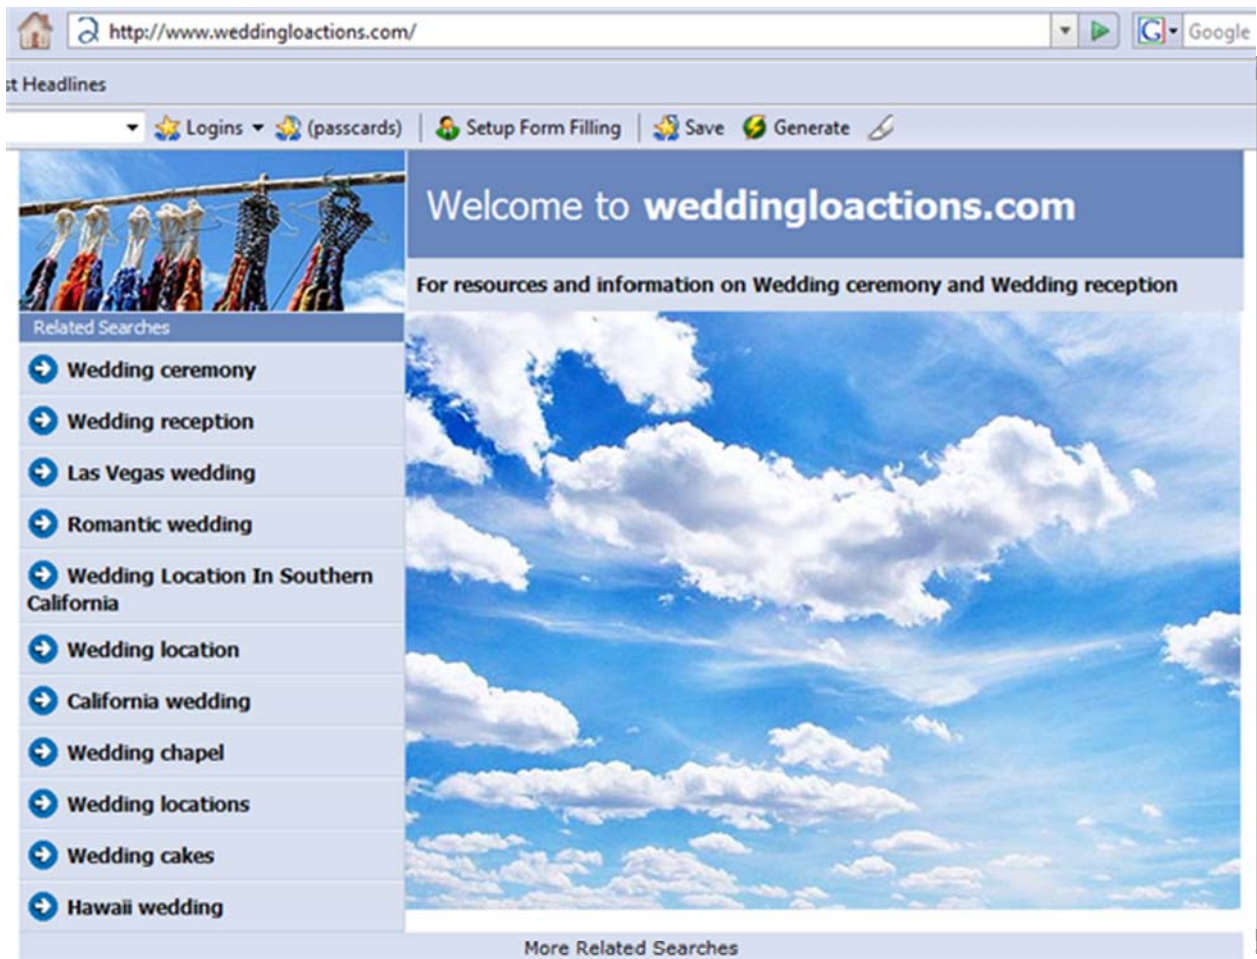 http://www.weddingloactions.com/
Google
st Headlines
Logins (passcards) Setup Form Filling Save Generate
Welcome to weddingloactions.com
For resources and information on Wedding ceremony and Wedding reception
Related Searches
Wedding ceremony
Wedding reception
Las Vegas wedding
Romantic wedding
Wedding Location In Southern
California
Wedding location
California wedding
Wedding chapel
Wedding locations
Wedding cakes
Hawaii wedding
More Related Searches